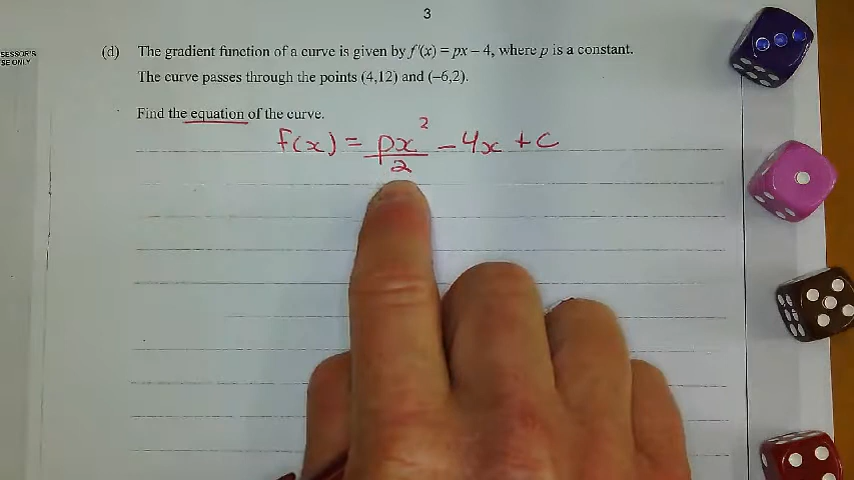 3
SESSOR'S
SE ONLY
(d) The gradient function of a curve is given by f'(x) = px – 4, where p is a constant.
The curve passes through the points (4,12) and (–6,2).
Find the equation of the curve.
f(x) = px²/2 - 4x + c